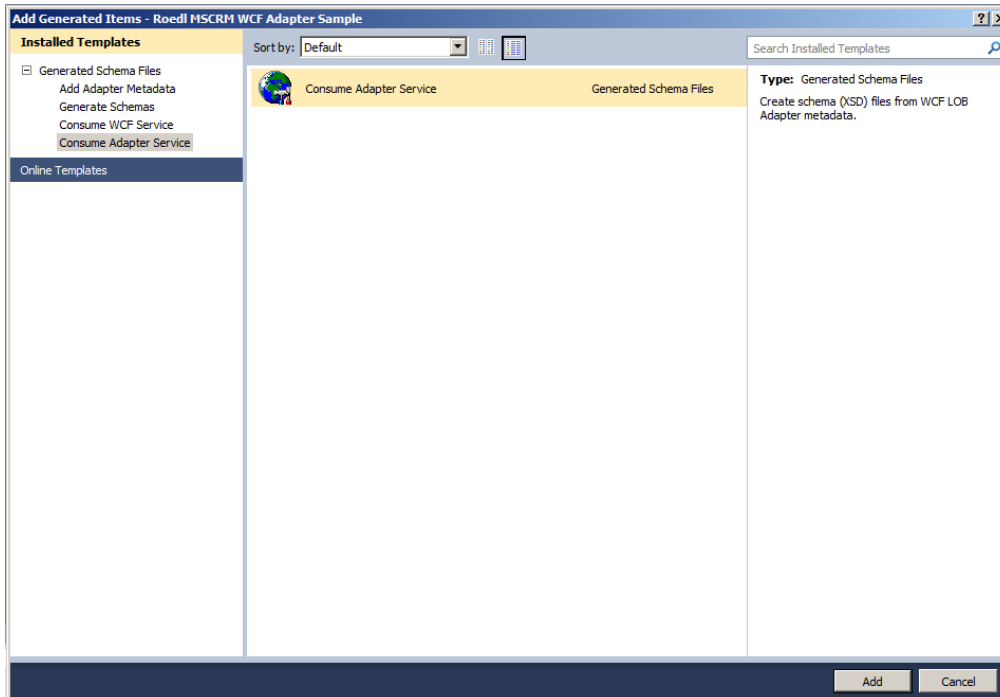 Add Generated Items - Roedl MSCRM WCF Adapter Sample
Installed Templates
Generated Schema Files
Add Adapter Metadata
Generate Schemas
Consume WCF Service
Consume Adapter Service
Online Templates
Sort by: Default
Consume Adapter Service Generated Schema Files
Search Installed Templates
Type: Generated Schema Files
Create schema (XSD) files from WCF LOB
Adapter metadata.
Add Cancel